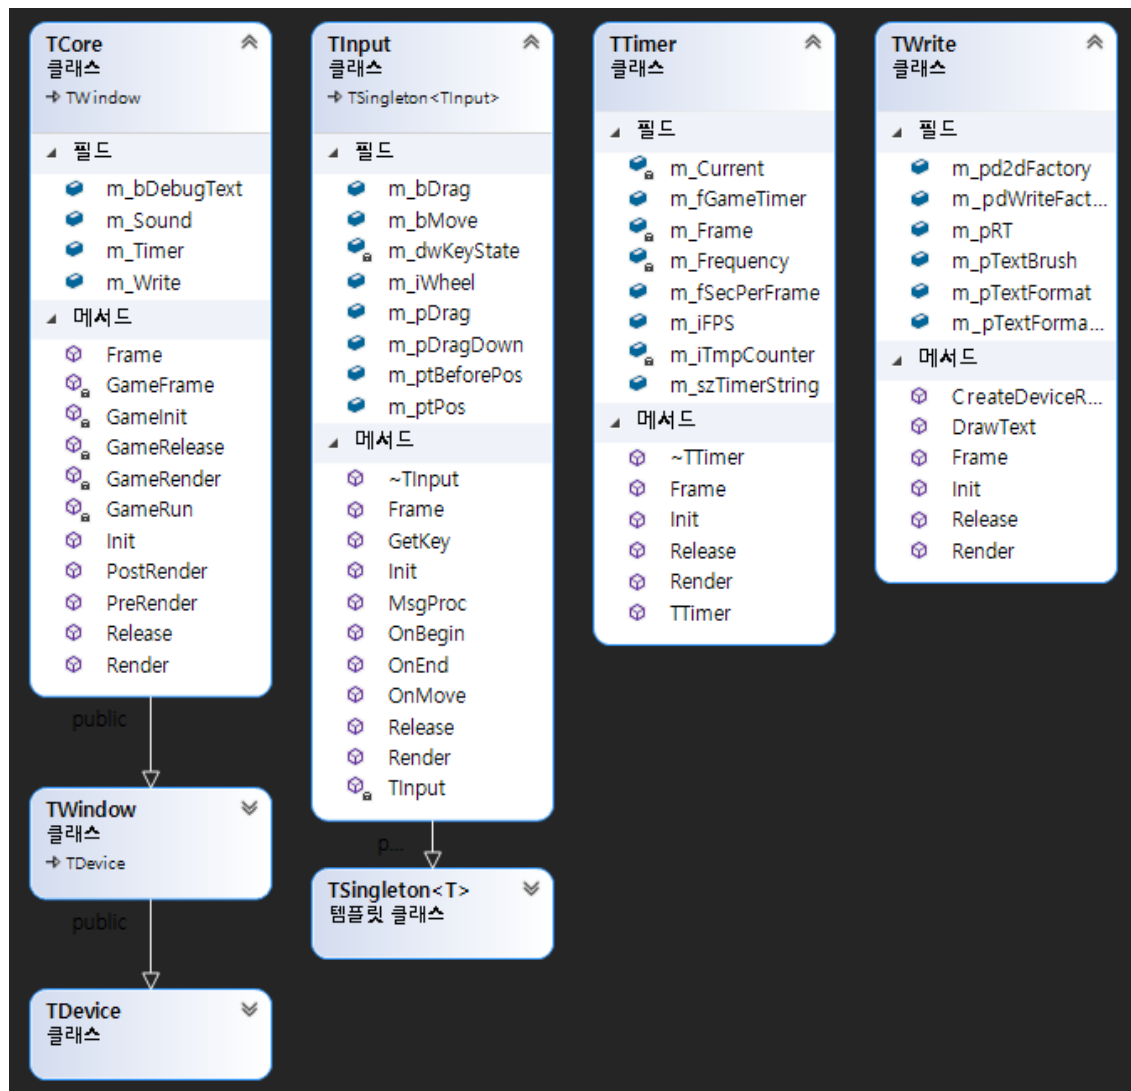 TCore
클래스
TWindow
필드
m_bDebugText
m_Sound
m_Timer
m_Write
메서드
Frame
GameFrame
GameInit
GameRelease
GameRender
GameRun
Init
PostRender
PreRender
Release
Render
public
TWindow
클래스
TDevice
public
TDevice
클래스
TInput
클래스
TSingleton<TInput>
필드
m_bDrag
m_bMove
m_dwKeyState
m_iWheel
m_pDrag
m_pDragDown
m_ptBeforePos
m_ptPos
메서드
~TInput
Frame
GetKey
Init
MsgProc
OnBegin
OnEnd
OnMove
Release
Render
TInput
p...
TSingleton<T>
템플릿 클래스
TTimer
클래스
필드
m_Current
m_fGameTimer
m_Frame
m_Frequency
m_fSecPerFrame
m_iFPS
m_iTmpCounter
m_szTimerString
메서드
~TTimer
Frame
Init
Release
Render
TTimer
TWrite
클래스
필드
m_pd2dFactory
m_pdWriteFact...
m_pRT
m_pTextBrush
m_pTextFormat
m_pTextForma...
메서드
CreateDeviceR...
DrawText
Frame
Init
Release
Render